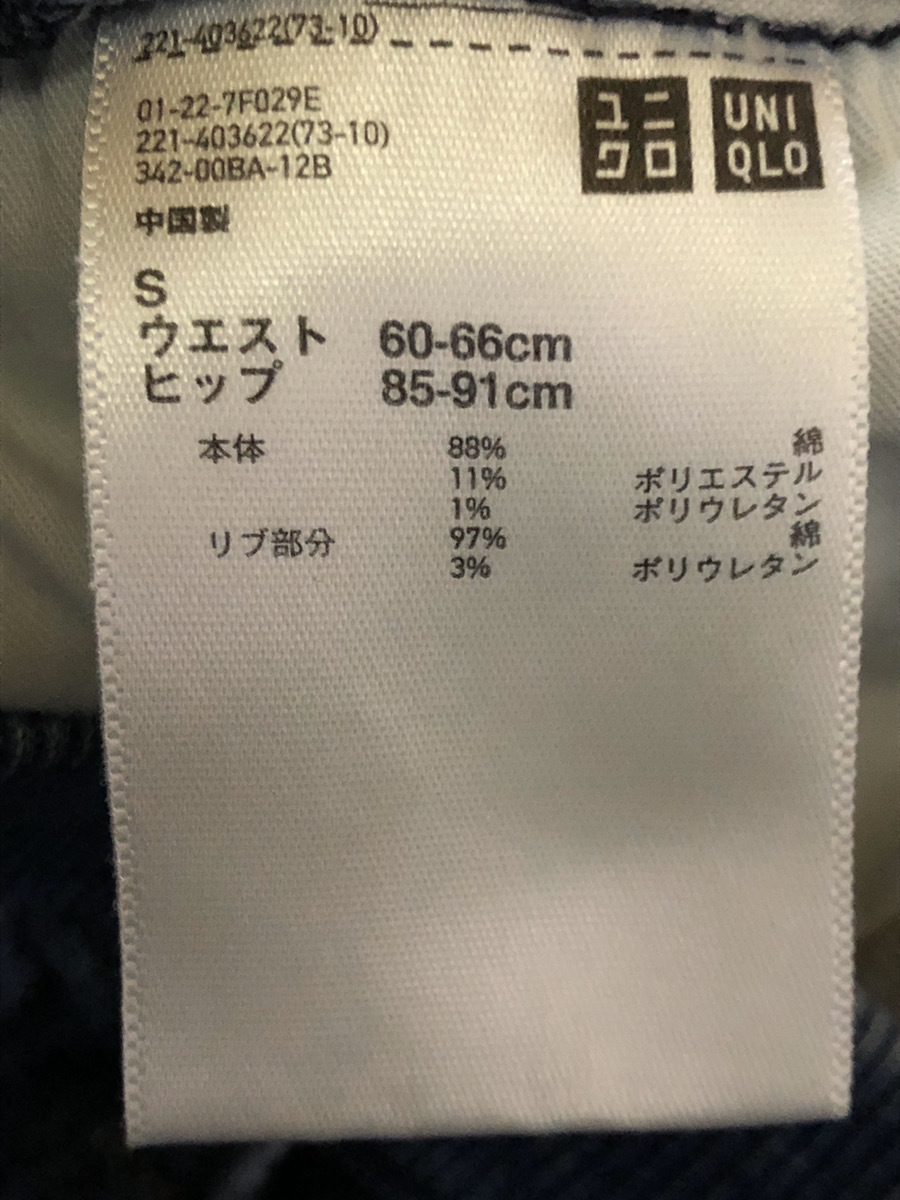 221-403622(73-10)
01-22-7F029E
221-403622(73-10)
342-00BA-12B
ユニ
クロ
UNI
QLO
中国製
S
ウエスト 60-66cm
ヒップ 85-91cm
本体 88% 綿
11% ポリエステル
1% ポリウレタン
リブ部分 97% 綿
3% ポリウレタン